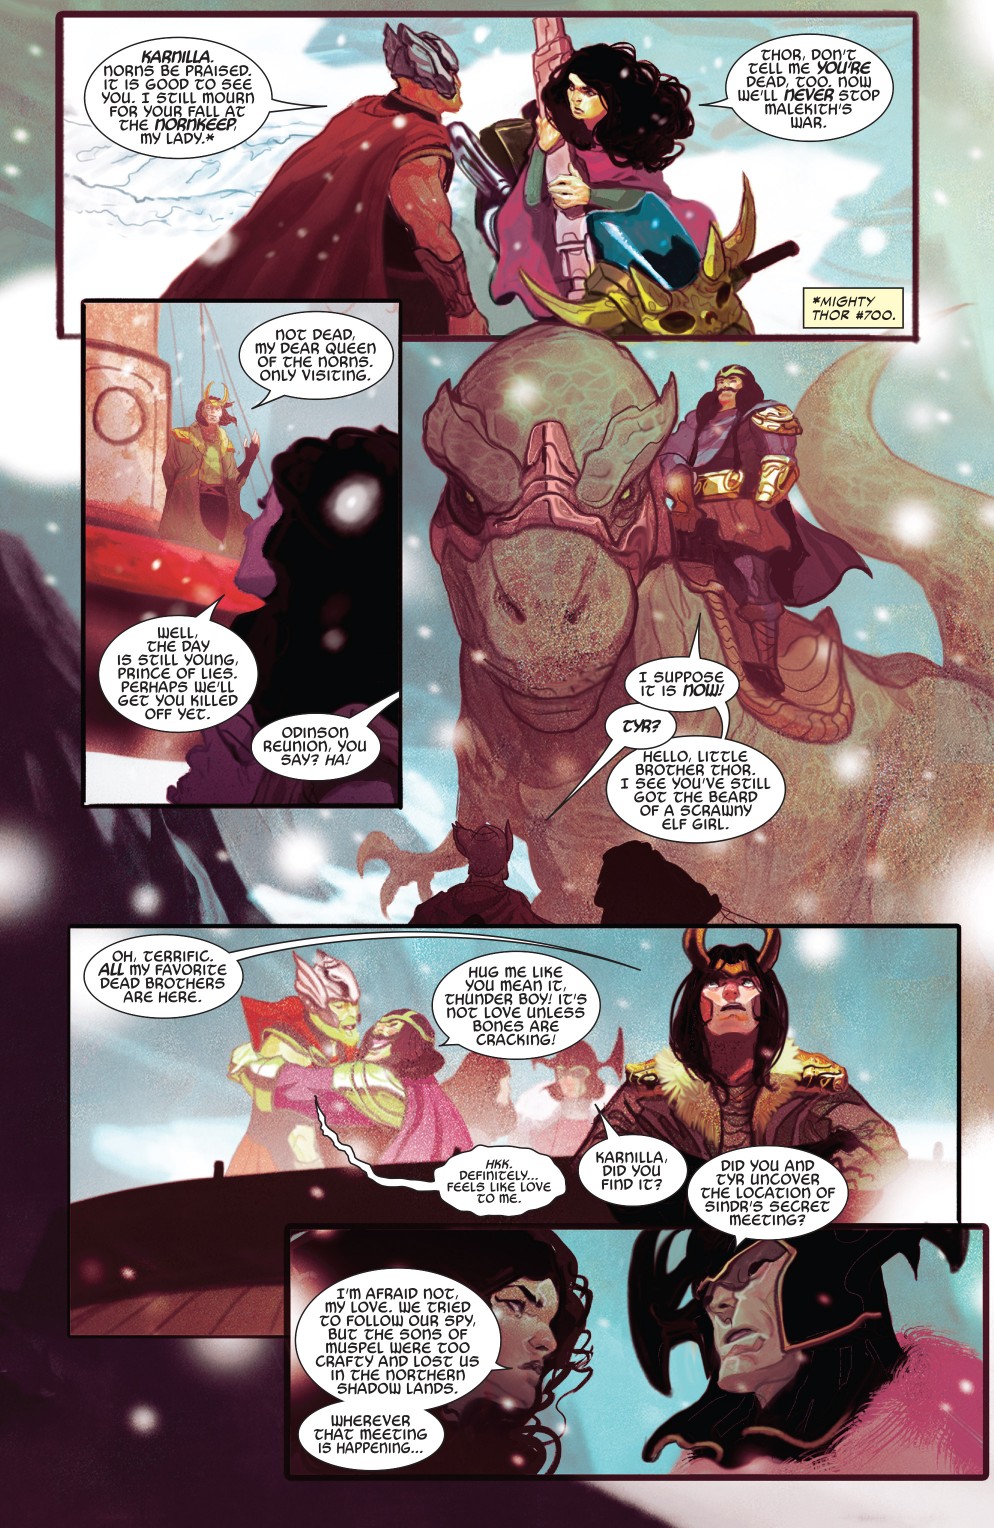 KARNILLA.
NORNS BE PRAISED.
IT IS GOOD TO SEE
YOU. I STILL MOURN
FOR YOUR FALL AT
THE NORNKEEP,
MY LADY.*
THOR, DON'T
TELL ME YOU'RE
DEAD, TOO. NOW
WE'LL NEVER STOP
MALEKITH'S
WAR.
*MIGHTY
THOR #700.
NOT DEAD,
MY DEAR QUEEN
OF THE NORNS.
ONLY VISITING.
WELL,
THE DAY
IS STILL YOUNG,
PRINCE OF LIES.
PERHAPS WE'LL
GET YOU KILLED
OFF YET.
ODINSON
REUNION, YOU
SAY? HA!
I SUPPOSE
IT IS NOW!
TYR?
HELLO, LITTLE
BROTHER THOR.
I SEE YOU'VE STILL
GOT THE BEARD
OF A SCRAWNY
ELF GIRL.
OH, TERRIFIC.
ALL MY FAVORITE
DEAD BROTHERS
ARE HERE.
HUG ME LIKE
YOU MEAN IT,
THUNDER BOY! IT'S
NOT LOVE UNLESS
BONES ARE
CRACKING!
HKK.
DEFINITELY...
FEELS LIKE LOVE
TO ME.
KARNILLA,
DID YOU
FIND IT?
DID YOU AND
TYR UNCOVER
THE LOCATION OF
SINDR'S SECRET
MEETING?
I'M AFRAID NOT,
MY LOVE. WE TRIED
TO FOLLOW OUR SPY,
BUT THE SONS OF
MUSPEL WERE TOO
CRAFTY AND LOST US
IN THE NORTHERN
SHADOW LANDS.
WHEREVER
THAT MEETING
IS HAPPENING...